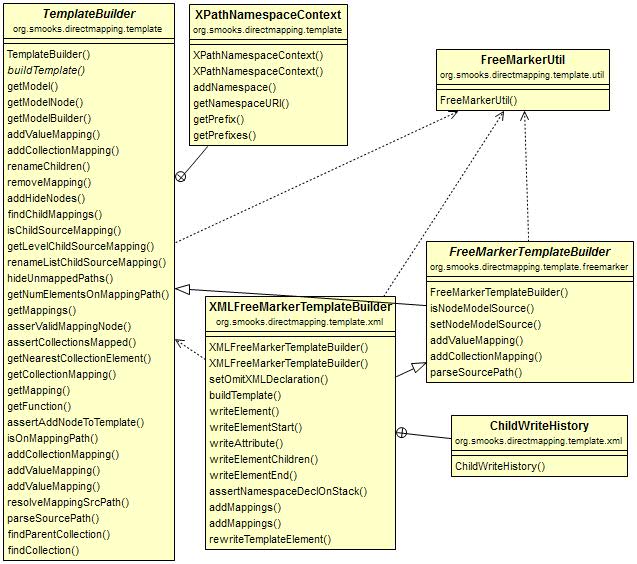 TemplateBuilder
org.smooks.directmapping.template
TemplateBuilder()
buildTemplate()
getModel()
getModelNode()
getModelBuilder()
addValueMapping()
addCollectionMapping()
renameChildren()
removeMapping()
addHideNodes()
findChildMappings()
isChildSourceMapping()
getLevelChildSourceMapping()
renameListChildSourceMapping()
hideUnmappedPaths()
getNumElementsOnMappingPath()
getMappings()
asserValidMappingNode()
assertCollectionsMapped()
getNearestCollectionElement()
getCollectionMapping()
getMapping()
getFunction()
assertAddNodeToTemplate()
isOnMappingPath()
addCollectionMapping()
addValueMapping()
addValueMapping()
resolveMappingSrcPath()
parseSourcePath()
findParentCollection()
findCollection()
XPathNamespaceContext
org.smooks.directmapping.template
XPathNamespaceContext()
XPathNamespaceContext()
addNamespace()
getNamespaceURI()
getPrefix()
getPrefixes()
FreeMarkerUtil
org.smooks.directmapping.template.util
FreeMarkerUtil()
FreeMarkerTemplateBuilder
org.smooks.directmapping.template.freemarker
FreeMarkerTemplateBuilder()
isNodeModelSource()
setNodeModelSource()
addValueMapping()
addCollectionMapping()
parseSourcePath()
XMLFreeMarkerTemplateBuilder
org.smooks.directmapping.template.xml
XMLFreeMarkerTemplateBuilder()
XMLFreeMarkerTemplateBuilder()
setOmitXMLDeclaration()
buildTemplate()
writeElement()
writeElementStart()
writeAttribute()
writeElementChildren()
writeElementEnd()
assertNamespaceDeclOnStack()
addMappings()
addMappings()
rewriteTemplateElement()
ChildWriteHistory
org.smooks.directmapping.template.xml
ChildWriteHistory()